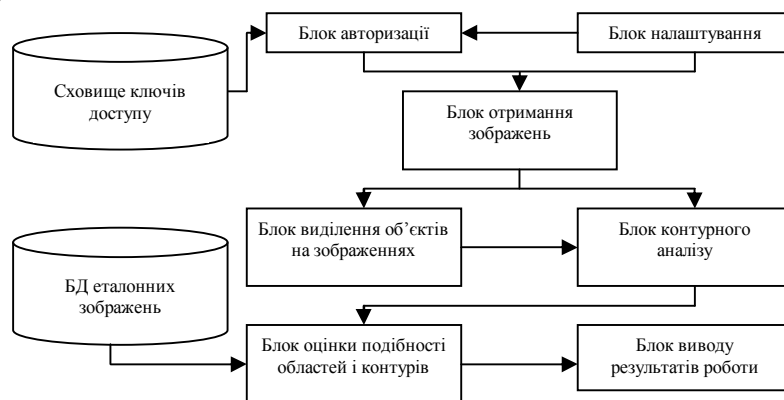 Блок авторизації
Блок налаштування
Сховище ключів
доступу
Блок отримання
зображень
Блок виділення об’єктів
на зображеннях
Блок контурного
аналізу
БД еталонних
зображень
Блок оцінки подібності
областей і контурів
Блок виводу
результатів роботи